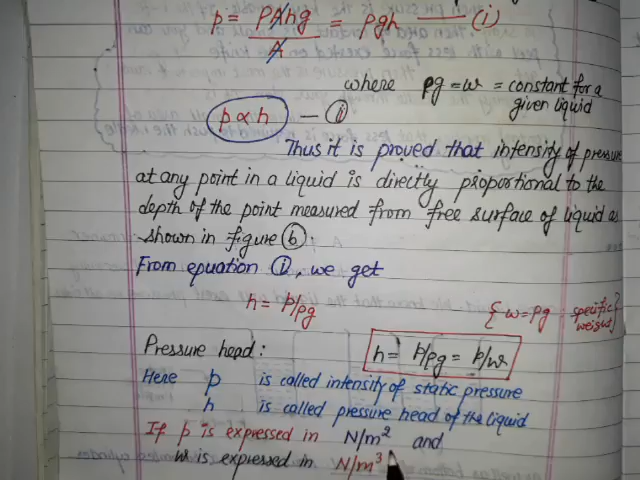 p = ρAhg / A = ρgh —— (i)
where ρg = w = constant for a
given liquid
p ∝ h — (i)
Thus it is proved that intensity of pressure
at any point in a liquid is directly proportional to the
depth of the point measured from free surface of liquid as
shown in figure (b).
From equation (i), we get
h = p/ρg
{w = ρg specific
weight}
Pressure head: h = p/ρg = p/w
Here p is called intensity of static pressure
h is called pressure head of the liquid
If p is expressed in N/m² and
w is expressed in N/m³